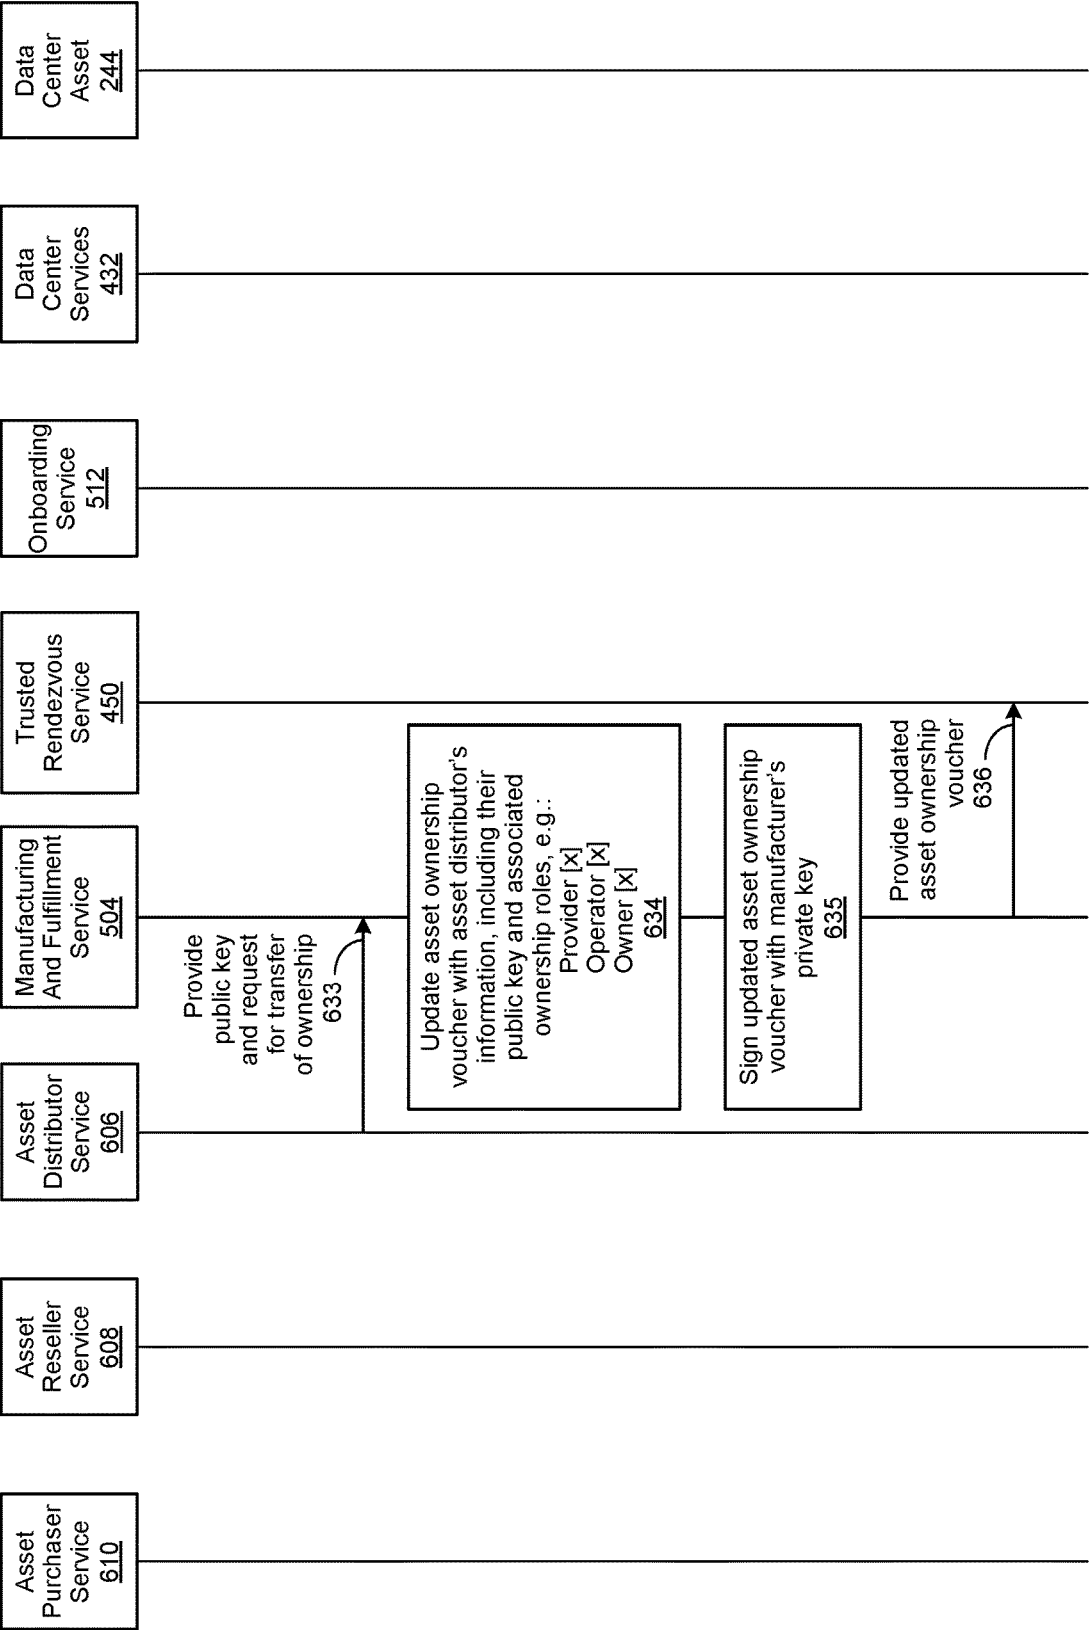 Asset
Purchaser
Service
610
Asset
Reseller
Service
608
Asset
Distributor
Service
606
Manufacturing
And Fulfillment
Service
504
Trusted
Rendezvous
Service
450
Onboarding
Service
512
Data
Center
Services
432
Data
Center
Asset
244
Provide
public key
and request
for transfer
of ownership
633
Update asset ownership
voucher with asset distributor's
information, including their
public key and associated
ownership roles, e.g.:
Provider [x]
Operator [x]
Owner [x]
634
Sign updated asset ownership
voucher with manufacturer's
private key
635
Provide updated
asset ownership
voucher
636